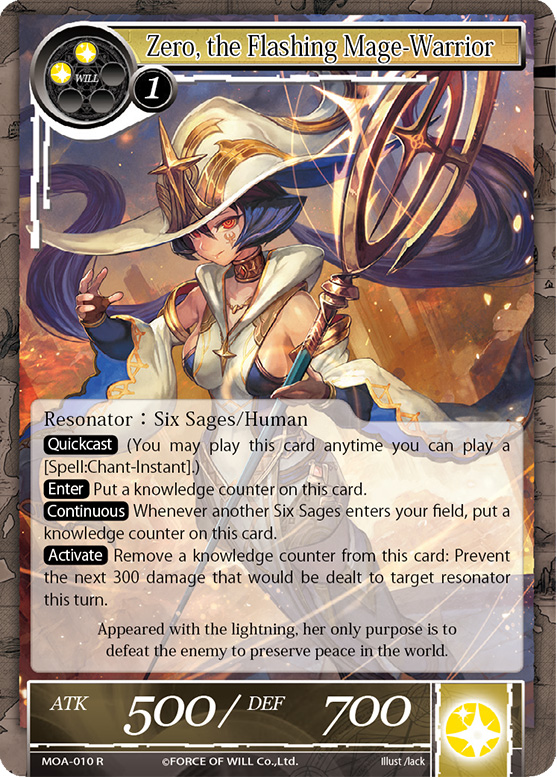 Zero, the Flashing Mage-Warrior
WILL
1
Resonator : Six Sages/Human
Quickcast (You may play this card anytime you can play a
[Spell:Chant-Instant].)
Enter Put a knowledge counter on this card.
Continuous Whenever another Six Sages enters your field, put a
knowledge counter on this card.
Activate Remove a knowledge counter from this card: Prevent
the next 300 damage that would be dealt to target resonator
this turn.
Appeared with the lightning, her only purpose is to
defeat the enemy to preserve peace in the world.
ATK 500 / DEF 700
MOA-010 R ©FORCE OF WILL Co.,Ltd. Illust /lack